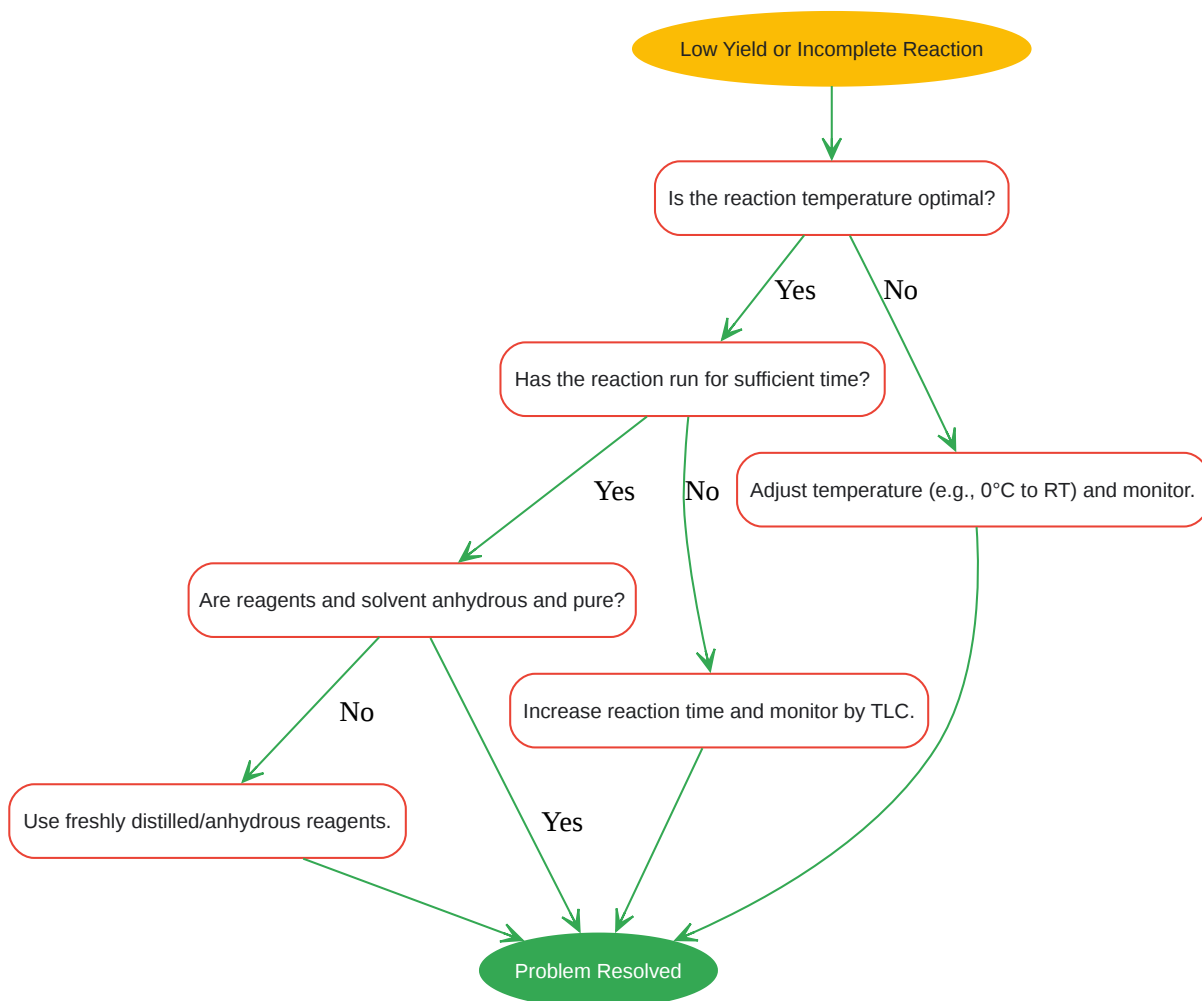 Low Yield or Incomplete Reaction
Is the reaction temperature optimal?
Yes
No
Has the reaction run for sufficient time?
Adjust temperature (e.g., 0°C to RT) and monitor.
Yes
No
Are reagents and solvent anhydrous and pure?
Increase reaction time and monitor by TLC.
No
Use freshly distilled/anhydrous reagents.
Yes
Problem Resolved